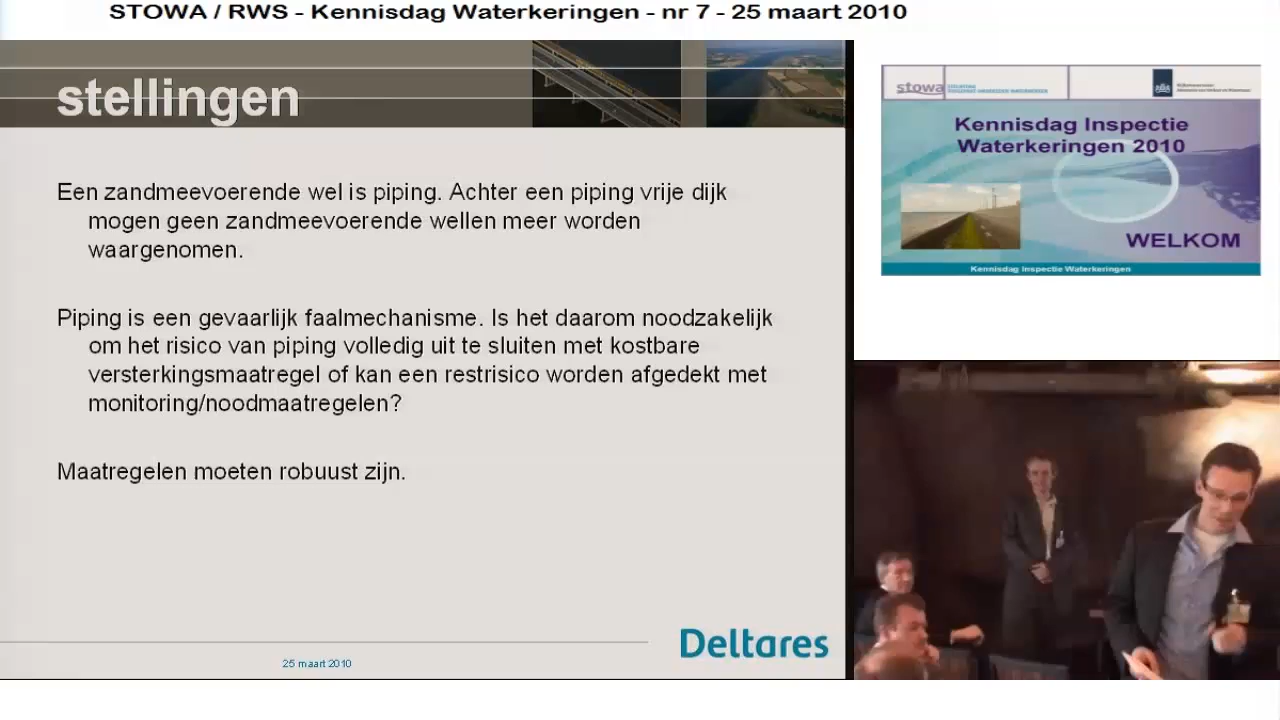 STOWA / RWS - Kennisdag Waterkeringen - nr 7 - 25 maart 2010
stellingen
Een zandmeevoerende wel is piping. Achter een piping vrije dijk
mogen geen zandmeevoerende wellen meer worden
waargenomen.
Piping is een gevaarlijk faalmechanisme. Is het daarom noodzakelijk
om het risico van piping volledig uit te sluiten met kostbare
versterkingsmaatregel of kan een restrisico worden afgedekt met
monitoring/noodmaatregelen?
Maatregelen moeten robuust zijn.
25 maart 2010
Deltares
stowa
Kennisdag Inspectie
Waterkeringen 2010
WELKOM
Kennisdag Inspectie Waterkeringen